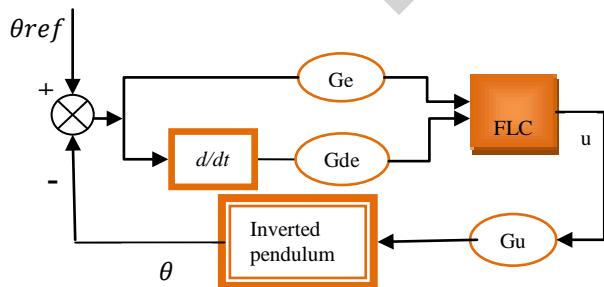 θref
+
Ge
FLC
d/dt
Gde
u
-
Inverted
pendulum
Gu
θ